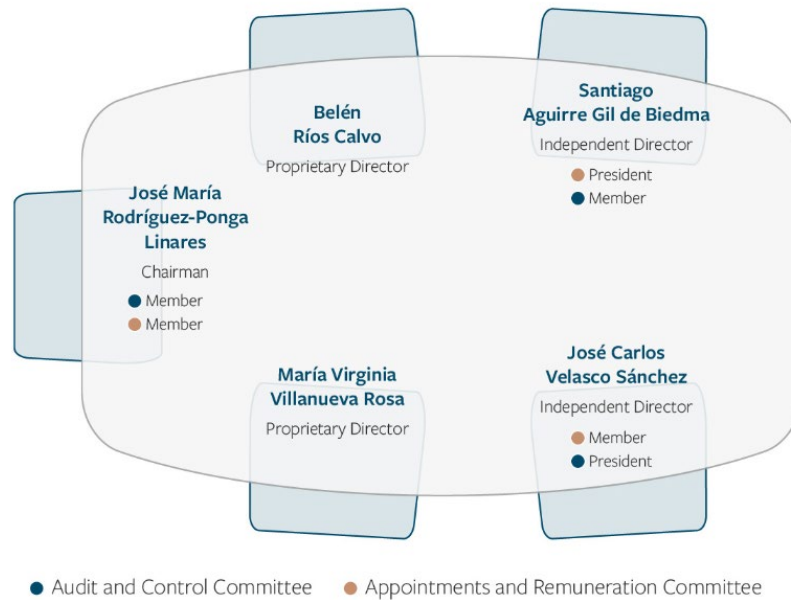 Belén
Ríos Calvo
Proprietary Director
Santiago
Aguirre Gil de Biedma
Independent Director
President
Member
José María
Rodríguez-Ponga
Linares
Chairman
Member
Member
María Virginia
Villanueva Rosa
Proprietary Director
José Carlos
Velasco Sánchez
Independent Director
Member
President
Audit and Control Committee
Appointments and Remuneration Committee